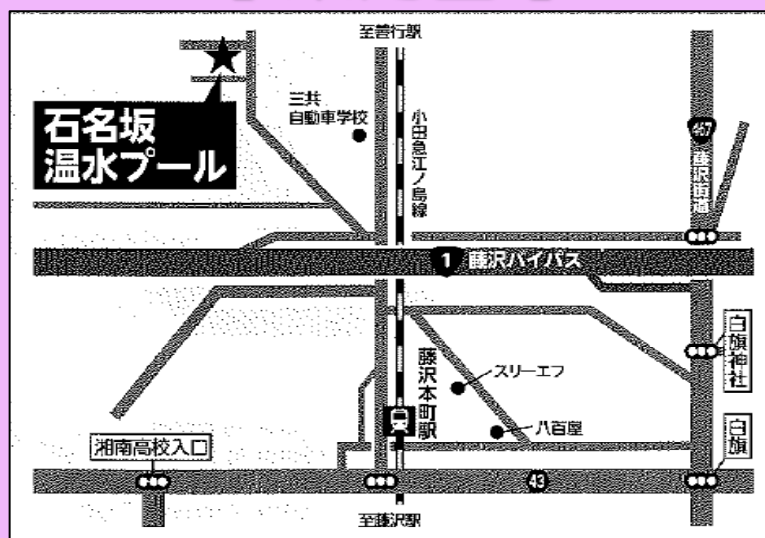 至善行駅
石名坂
温水プール
三共
自動車学校
小田急江ノ島線
467
藤沢街道
1
藤沢バイパス
白旗神社
スリーエフ
藤沢本町駅
八百屋
白旗
湘南高校入口
43
至藤沢駅